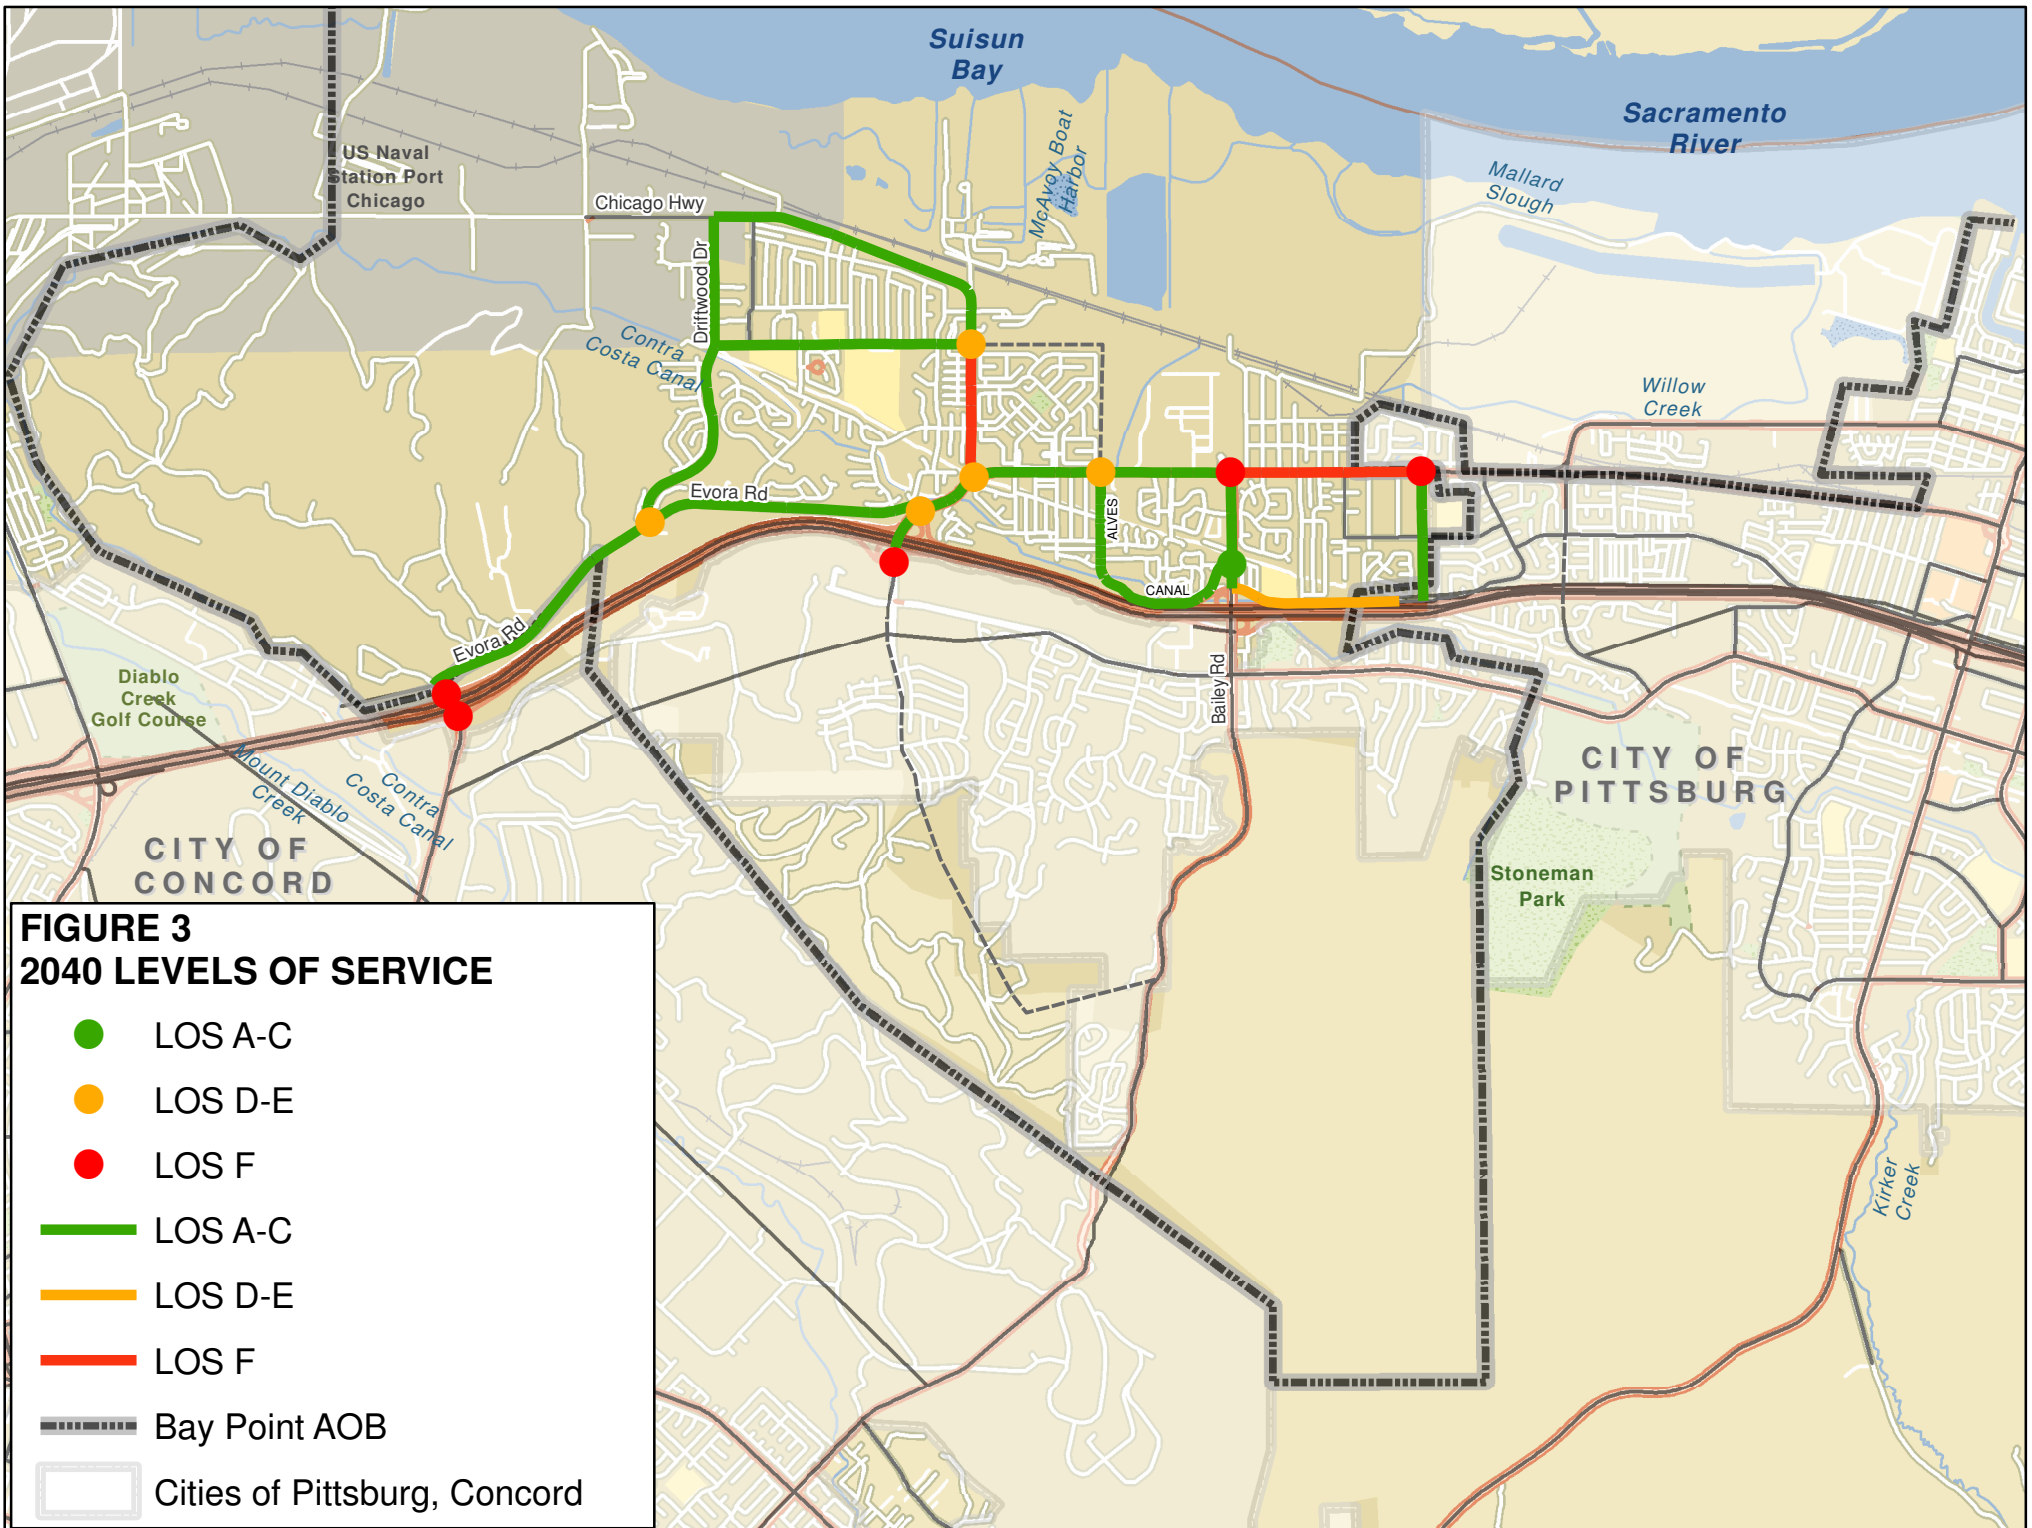 Suisun
Bay
Sacramento
River
McAvoy Boat
Harbor
Mallard
Slough
US Naval
Station Port
Chicago
Chicago Hwy
Driftwood Dr
Contra
Costa Canal
Willow
Creek
Evora Rd
ALVES
CANAL
Evora Rd
Bailey Rd
Diablo
Creek
Golf Course
Mount Diablo
Creek
Contra
Costa Canal
CITY OF
PITTSBURG
CITY OF
CONCORD
Stoneman
Park
Kirker
Creek
FIGURE 3
2040 LEVELS OF SERVICE
LOS A-C
LOS D-E
LOS F
LOS A-C
LOS D-E
LOS F
Bay Point AOB
Cities of Pittsburg, Concord